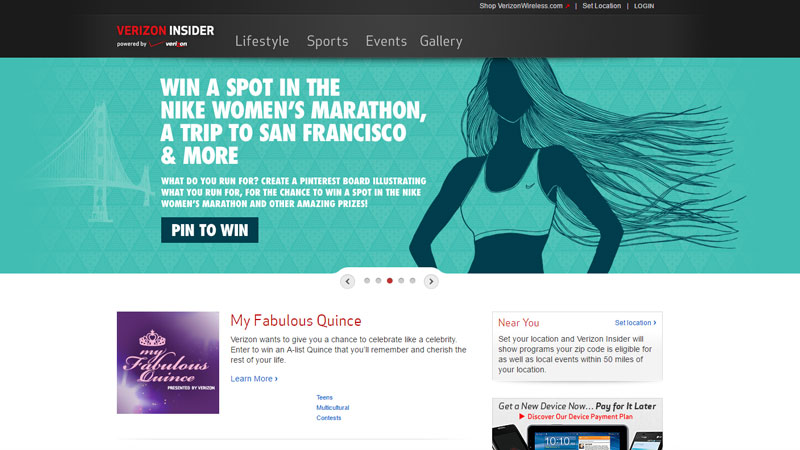 Shop VerizonWireless.com | Set Location | LOGIN
VERIZON INSIDER
powered by verizon
Lifestyle Sports Events Gallery
WIN A SPOT IN THE
NIKE WOMEN'S MARATHON,
A TRIP TO SAN FRANCISCO
& MORE
WHAT DO YOU RUN FOR? CREATE A PINTEREST BOARD ILLUSTRATING
WHAT YOU RUN FOR, FOR THE CHANCE TO WIN A SPOT IN THE NIKE
WOMEN'S MARATHON AND OTHER AMAZING PRIZES!
PIN TO WIN
my
Fabulous
Quince
PRESENTED BY VERIZON
My Fabulous Quince
Verizon wants to give you a chance to celebrate like a celebrity.
Enter to win an A-list Quince that you'll remember and cherish the
rest of your life.
Learn More ›
Teens
Multicultural
Contests
Near You
Set location ›
Set your location and Verizon Insider will
show programs your zip code is eligible for
as well as local events within 50 miles of
your location.
Get a New Device Now... Pay for It Later
▶ Discover Our Device Payment Plan
10:10